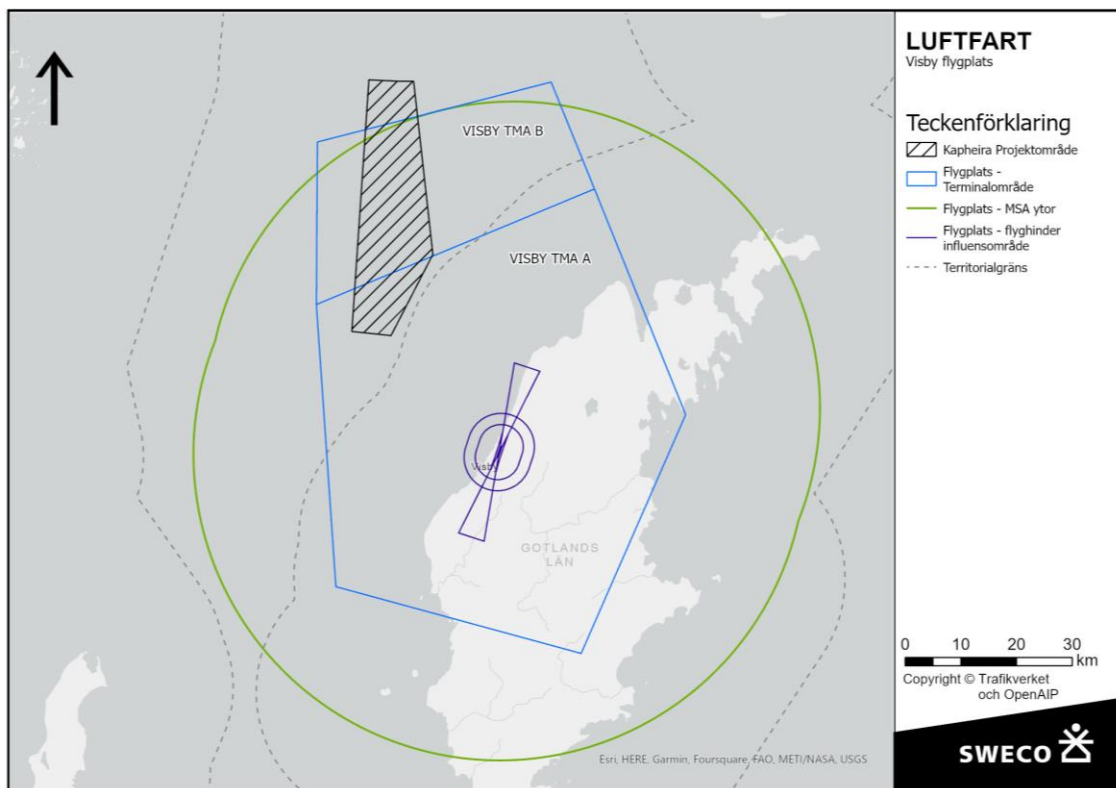 LUFTFART
Visby flygplats
Teckenförklaring
Kapheira Projektområde
Flygplats -
Terminalområde
Flygplats - MSA ytor
Flygplats - flyghinder
influensområde
Territorialgräns
VISBY TMA B
VISBY TMA A
Visby
GOTLANDS
LÄN
0 10 20 30
km
Copyright © Trafikverket
och OpenAIP
Esri, HERE, Garmin, Foursquare, FAO, METI/NASA, USGS
SWECO